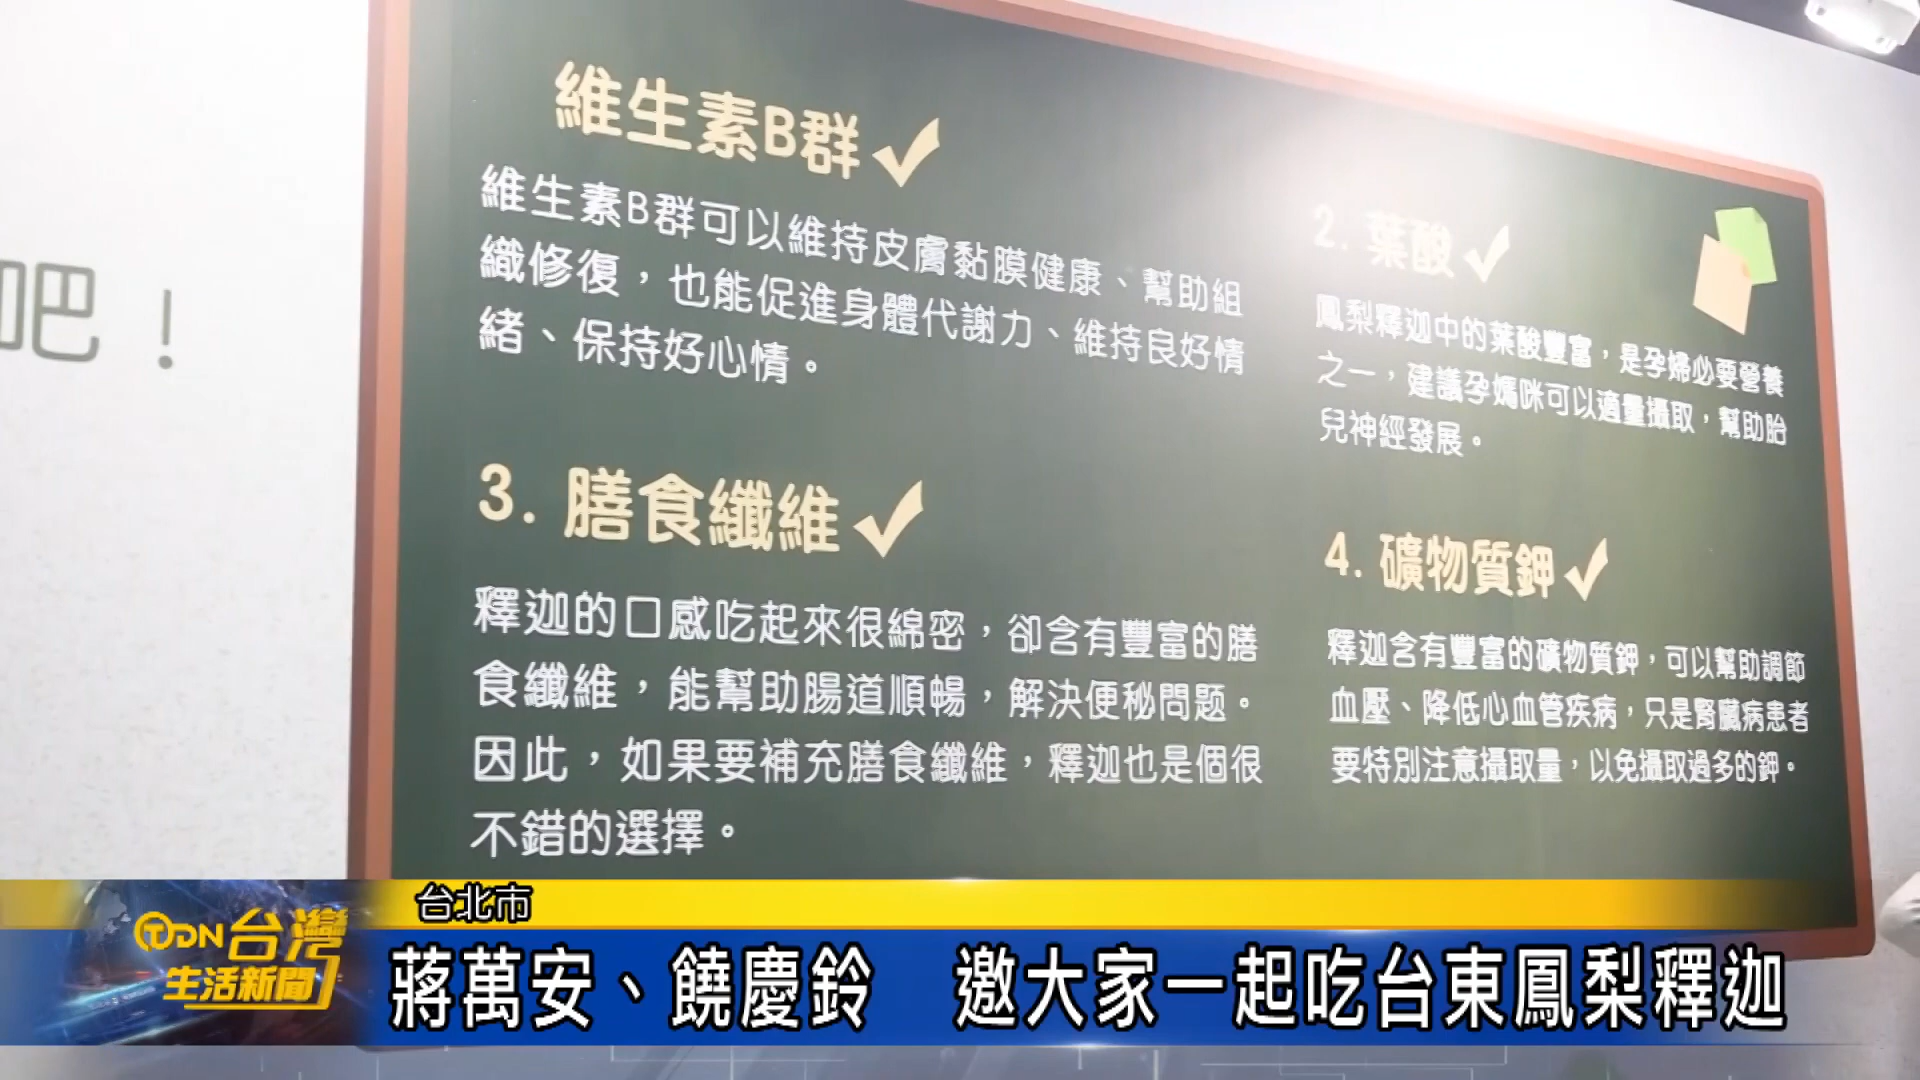 吧！
維生素B群
維生素B群可以維持皮膚黏膜健康、幫助組
織修復，也能促進身體代謝力、維持良好情
緒、保持好心情。
2. 葉酸
鳳梨釋迦中的葉酸豐富，是孕婦必要營養
之一，建議孕媽咪可以適量攝取，幫助胎
兒神經發展。
3. 膳食纖維
釋迦的口感吃起來很綿密，卻含有豐富的膳
食纖維，能幫助腸道順暢，解決便秘問題。
因此，如果要補充膳食纖維，釋迦也是個很
不錯的選擇。
4. 礦物質鉀
釋迦含有豐富的礦物質鉀，可以幫助調節
血壓、降低心血管疾病，只是腎臟病患者
要特別注意攝取量，以免攝取過多的鉀。
台北市
TDN台灣
生活新聞
蔣萬安、饒慶鈴 邀大家一起吃台東鳳梨釋迦